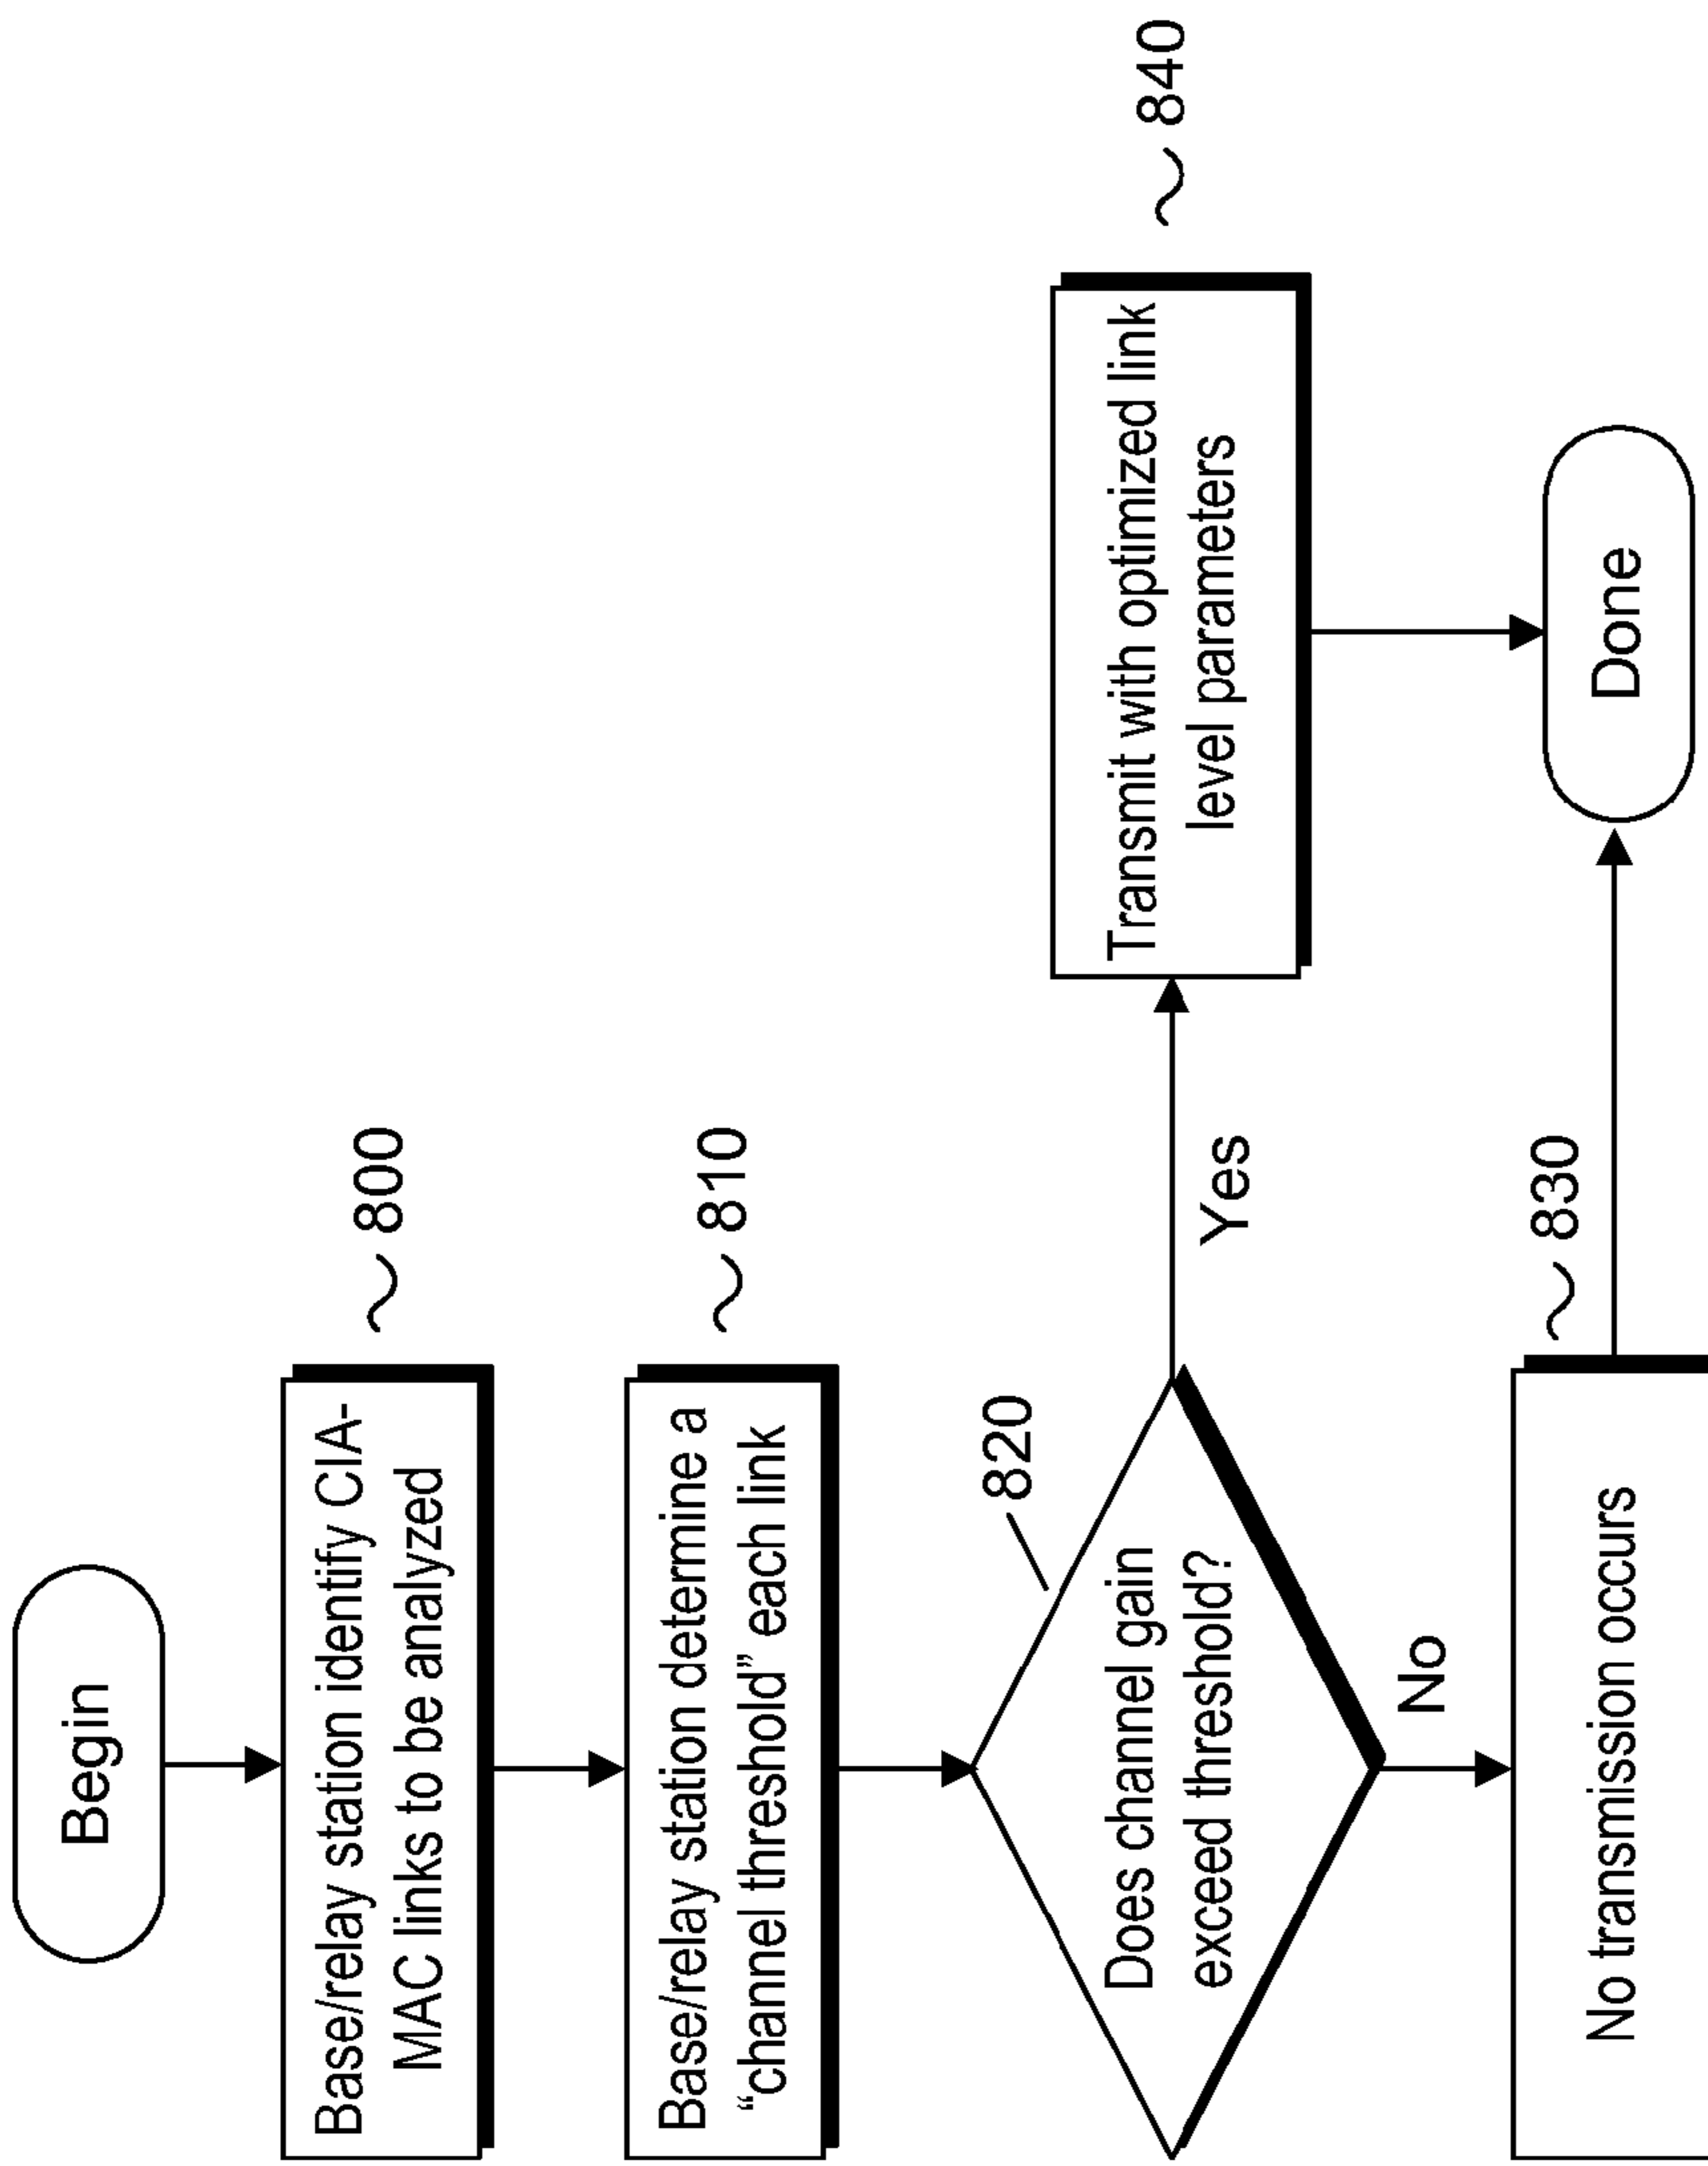 Begin
Base/relay station identify CIA-
MAC links to be analyzed
~ 800
Base/relay station determine a
“channel threshold” each link
~ 810
820
Does channel gain
exceed threshold?
Yes
Transmit with optimized link
level parameters
~ 840
No
No transmission occurs
~ 830
Done